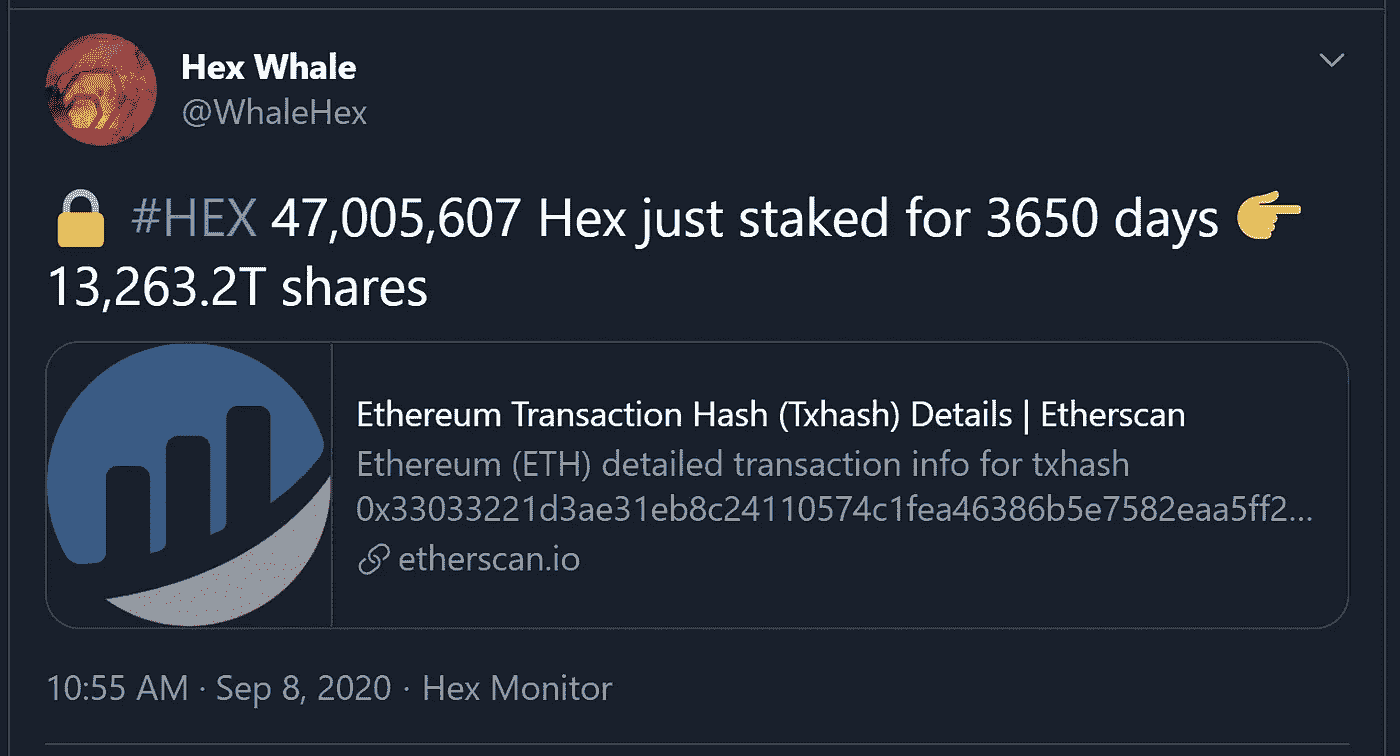 Hex Whale
@WhaleHex
🔒 #HEX 47,005,607 Hex just staked for 3650 days 👉
13,263.2T shares
Ethereum Transaction Hash (Txhash) Details | Etherscan
Ethereum (ETH) detailed transaction info for txhash
0x33033221d3ae31eb8c24110574c1fea46386b5e7582eaa5ff2...
etherscan.io
10:55 AM · Sep 8, 2020 · Hex Monitor